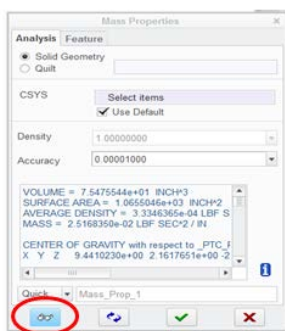 Mass Properties
Analysis Feature
Solid Geometry
Quilt
CSYS Select items
Use Default
Density 1.00000000
Accuracy 0.00001000
VOLUME = 7.5475544e+01 INCH^3
SURFACE AREA = 1.0655046e+03 INCH^2
AVERAGE DENSITY = 3.3346365e-04 LBF S
MASS = 2.5168350e-02 LBF SEC^2 / IN
CENTER OF GRAVITY with respect to _PTC_F
X Y Z 9.4410230e+00 2.1617651e+00 -2
Quick Mass_Prop_1